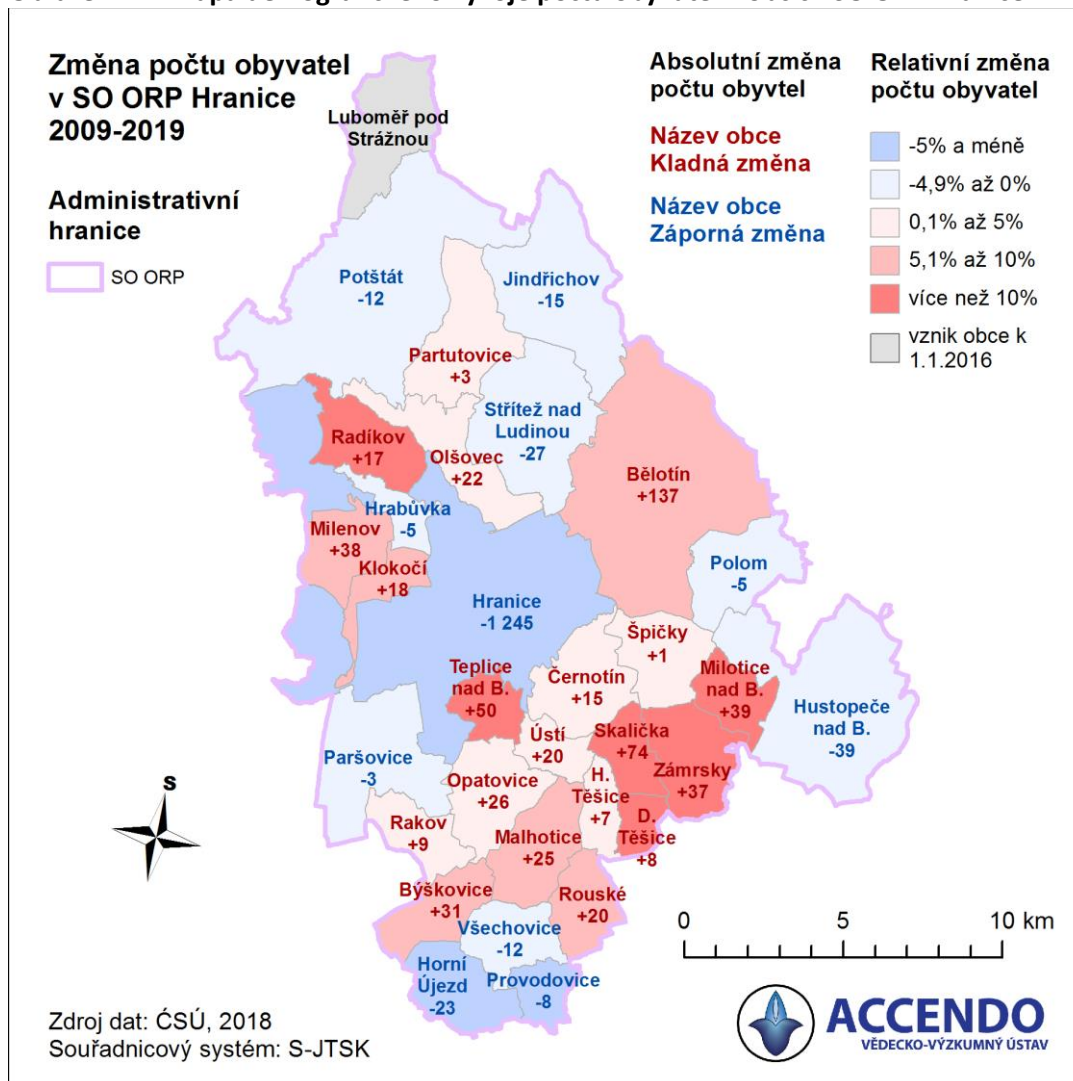 Změna počtu obyvatel
v SO ORP Hranice
2009-2019
Administrativní
hranice
SO ORP
Absolutní změna
počtu obyvtel
Název obce
Kladná změna
Název obce
Záporná změna
Relativní změna
počtu obyvatel
-5% a méně
-4,9% až 0%
0,1% až 5%
5,1% až 10%
více než 10%
vznik obce k
1.1.2016
Luboměř pod
Strážnou
Potštát
-12
Jindřichov
-15
Partutovice
+3
Střítež nad
Ludinou
-27
Radíkov
+17
Olšovec
+22
Bělotín
+137
Hrabůvka
-5
Milenov
+38
Klokočí
+18
Polom
-5
Hranice
-1 245
Špičky
+1
Teplice
nad B.
+50
Černotín
+15
Milotice
nad B.
+39
Hustopeče
nad B.
-39
Ústí
+20
Skalička
+74
Zámrsky
+37
Paršovice
-3
Opatovice
+26
H.
Těšice
+7
D.
Těšice
+8
Rakov
+9
Malhotice
+25
Býškovice
+31
Rouské
+20
Všechovice
-12
Horní
Újezd
-23
Provodovice
-8
S
0 5 10 km
Zdroj dat: ČSÚ, 2018
Souřadnicový systém: S-JTSK
ACCENDO
VĚDECKO-VÝZKUMNÝ ÚSTAV